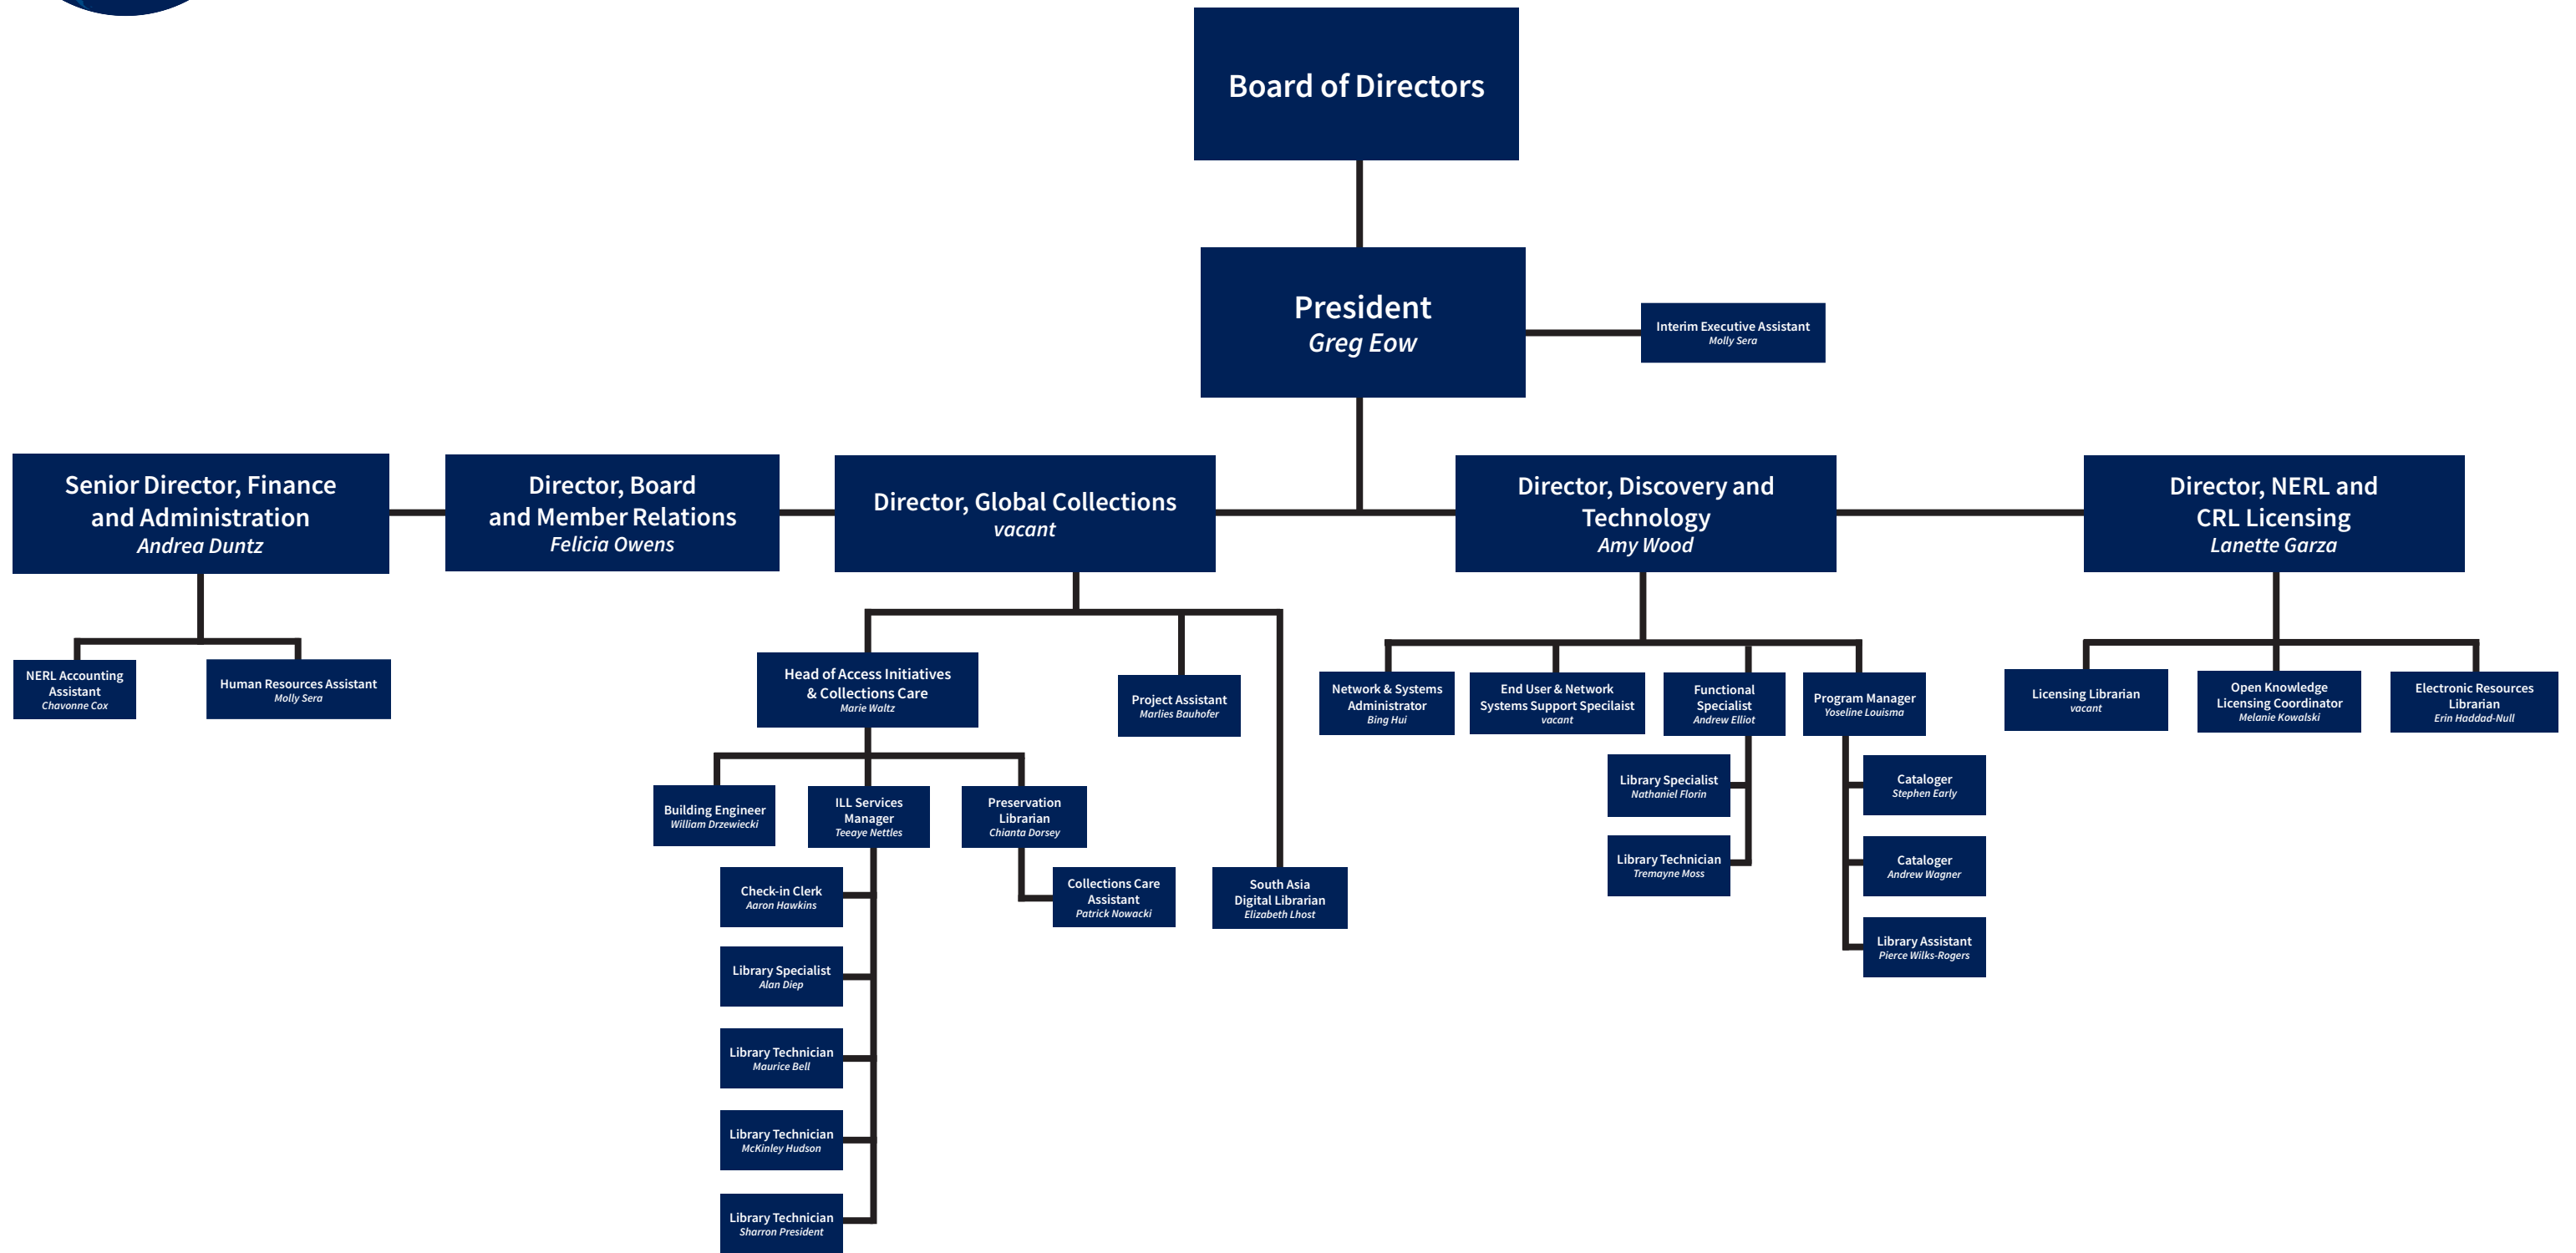 Board of Directors
President
Greg Eow
Interim Executive Assistant
Molly Sera
Senior Director, Finance
and Administration
Andrea Duntz
Director, Board
and Member Relations
Felicia Owens
Director, Global Collections
vacant
Director, Discovery and
Technology
Amy Wood
Director, NERL and
CRL Licensing
Lanette Garza
NERL Accounting
Assistant
Chavonne Cox
Human Resources Assistant
Molly Sera
Head of Access Initiatives
& Collections Care
Marie Waltz
Project Assistant
Marlies Bauhofer
Network & Systems
Administrator
Bing Hui
End User & Network
Systems Support Specilaist
vacant
Functional
Specialist
Andrew Elliot
Program Manager
Yoseline Louisma
Licensing Librarian
vacant
Open Knowledge
Licensing Coordinator
Melanie Kowalski
Electronic Resources
Librarian
Erin Haddad-Null
Building Engineer
William Drzewiecki
ILL Services
Manager
Teeaye Nettles
Preservation
Librarian
Chianta Dorsey
Library Specialist
Nathaniel Florin
Cataloger
Stephen Early
Library Technician
Tremayne Moss
Cataloger
Andrew Wagner
Check-in Clerk
Aaron Hawkins
Collections Care
Assistant
Patrick Nowacki
South Asia
Digital Librarian
Elizabeth Lhost
Library Assistant
Pierce Wilks-Rogers
Library Specialist
Alan Diep
Library Technician
Maurice Bell
Library Technician
McKinley Hudson
Library Technician
Sharron President